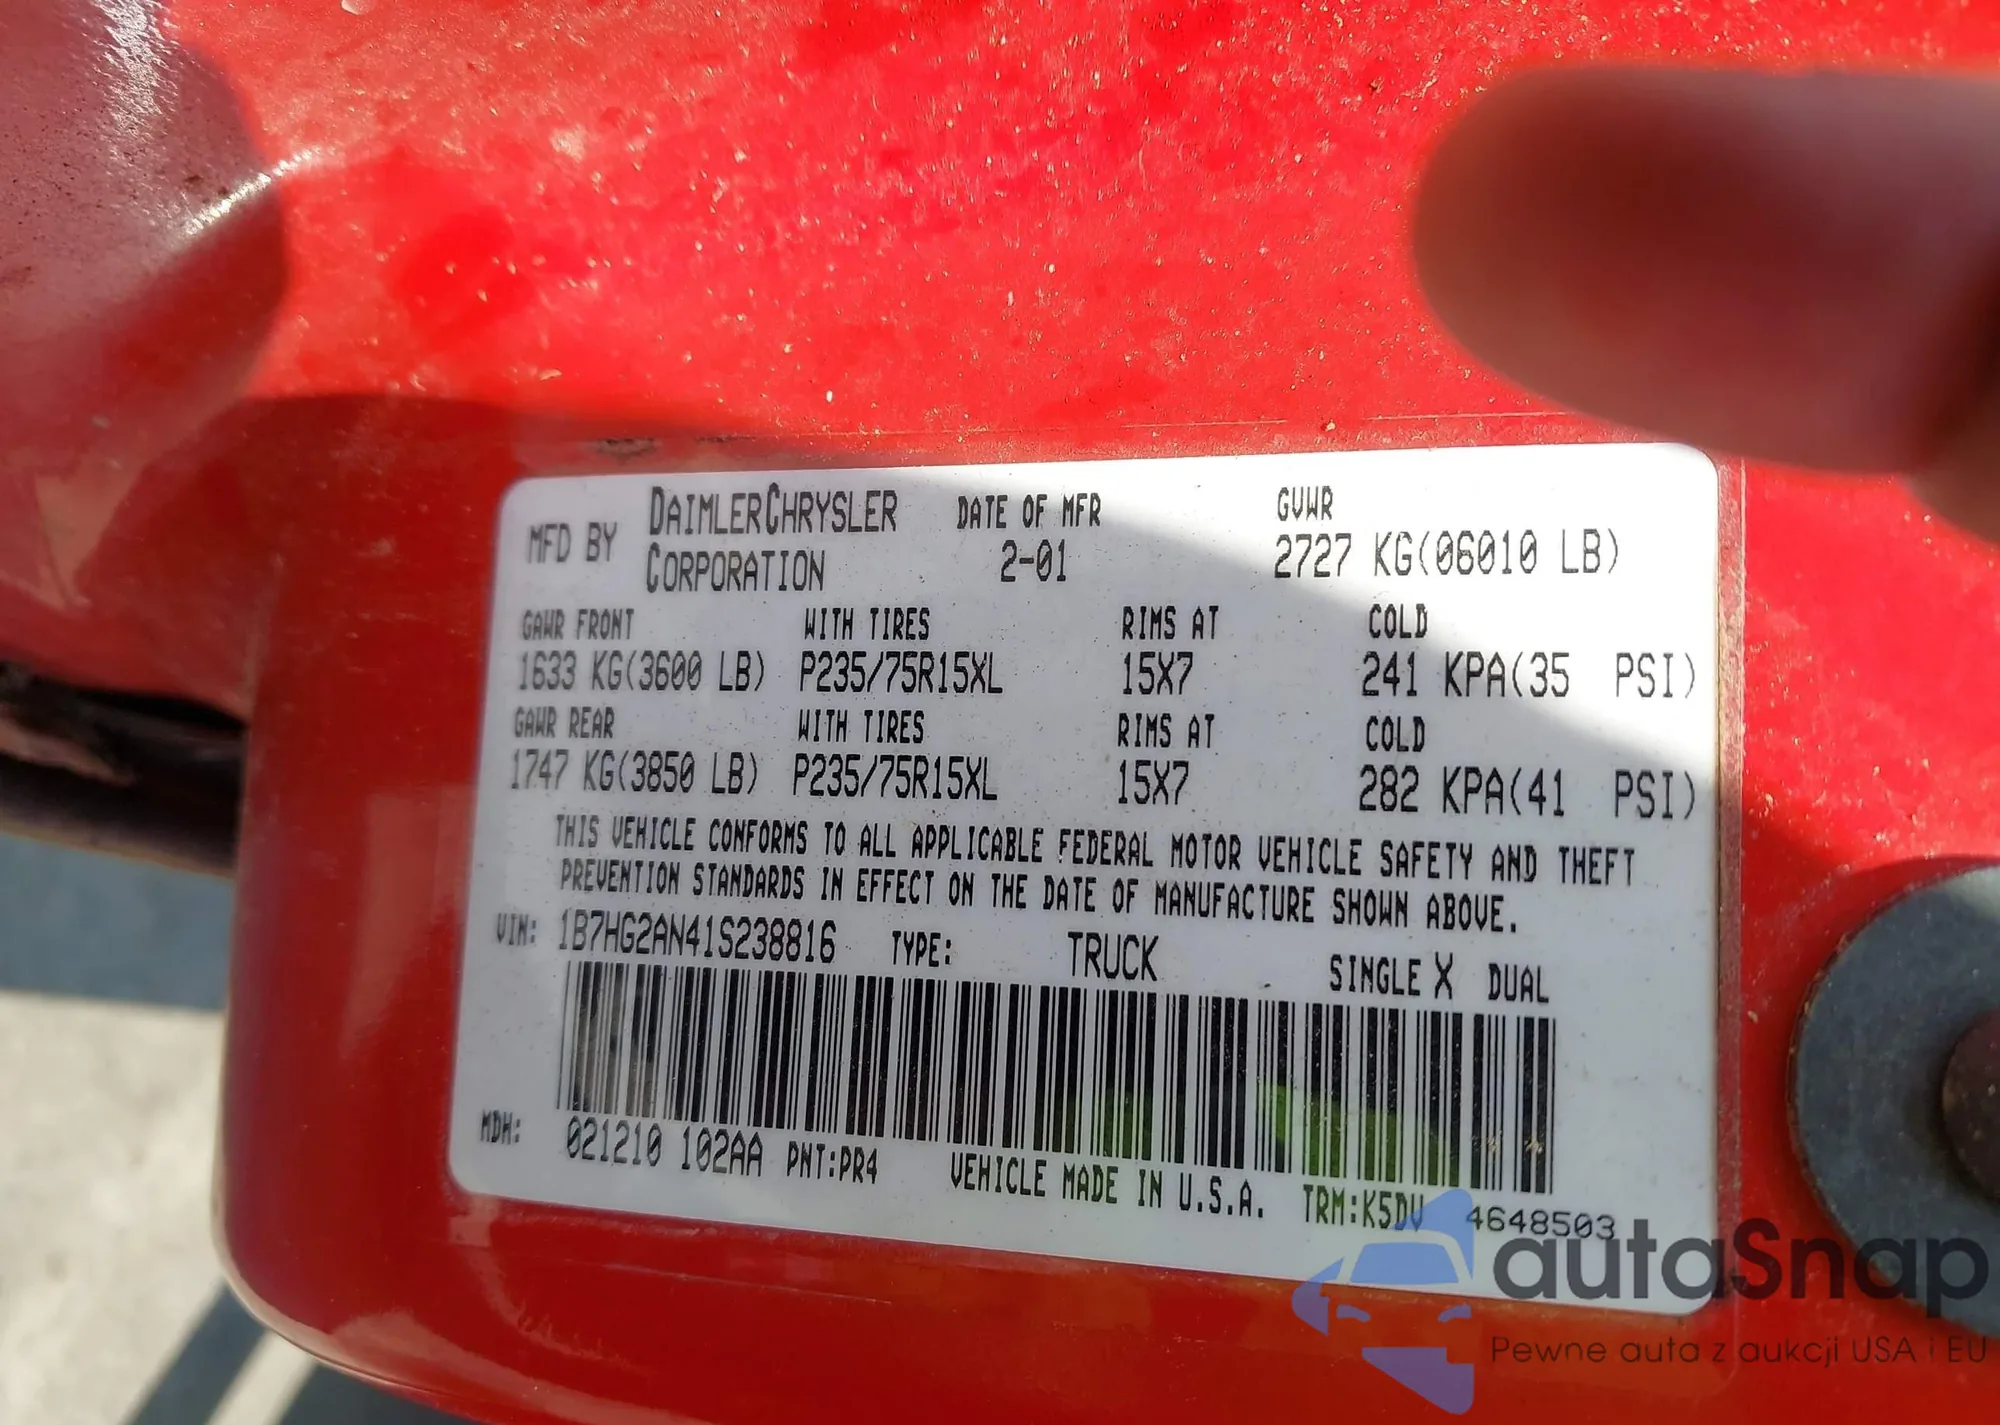 MFD BY DAIMLERCHRYSLER CORPORATION DATE OF MFR 2-01 GVWR 2727 KG(06010 LB)
GAWR FRONT WITH TIRES RIMS AT COLD
1633 KG(3600 LB) P235/75R15XL 15X7 241 KPA(35 PSI)
GAWR REAR WITH TIRES RIMS AT COLD
1747 KG(3850 LB) P235/75R15XL 15X7 282 KPA(41 PSI)
THIS VEHICLE CONFORMS TO ALL APPLICABLE FEDERAL MOTOR VEHICLE SAFETY AND THEFT
PREVENTION STANDARDS IN EFFECT ON THE DATE OF MANUFACTURE SHOWN ABOVE.
VIN: 1B7HG2AN41S238816 TYPE: TRUCK SINGLE X DUAL
MDH: 021210 102AA PNT:PR4 VEHICLE MADE IN U.S.A. TRM:K5DV 4648503
autaSnap
Pewne auta z aukcji USA i EU